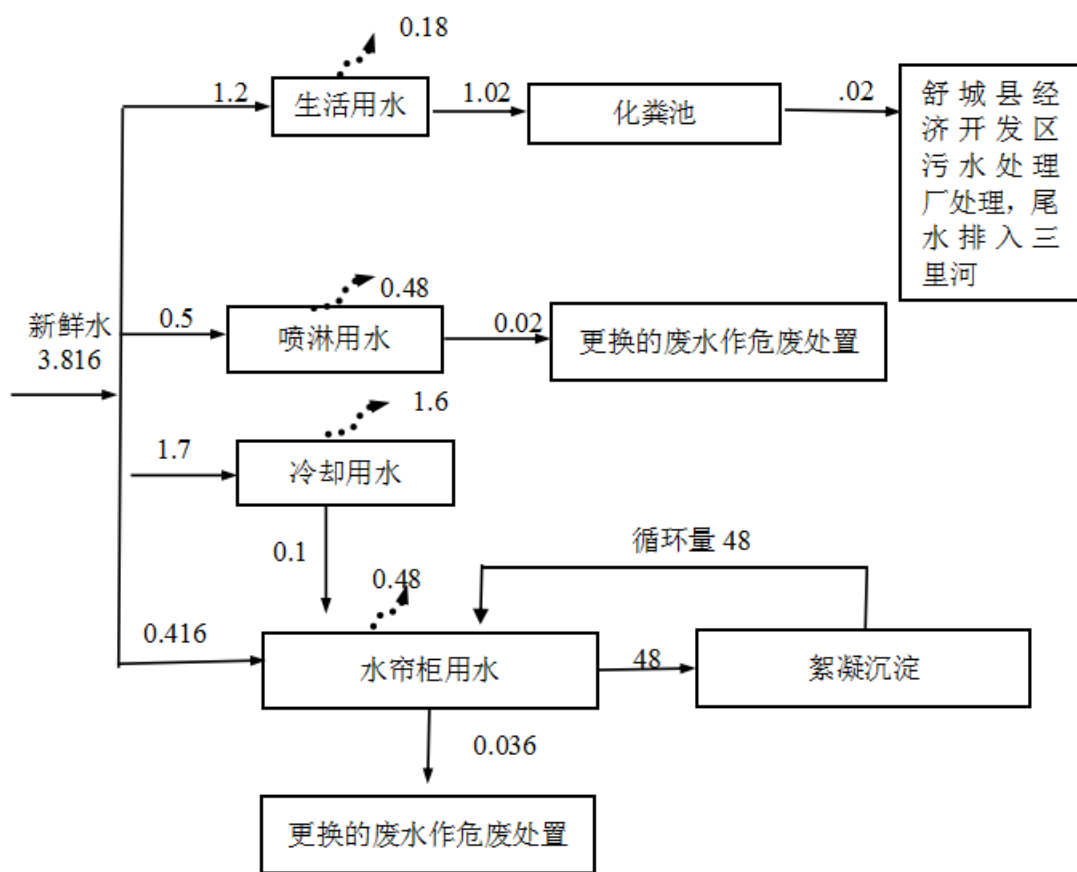 0.18
1.2
生活用水
1.02
化粪池
.02
舒城县经
济开发区
污水处理
厂处理，尾
水排入三
里河
新鲜水
3.816
0.5
0.48
喷淋用水
0.02
更换的废水作危废处置
1.7
1.6
冷却用水
0.1
循环量 48
0.48
0.416
水帘柜用水
48
絮凝沉淀
0.036
更换的废水作危废处置